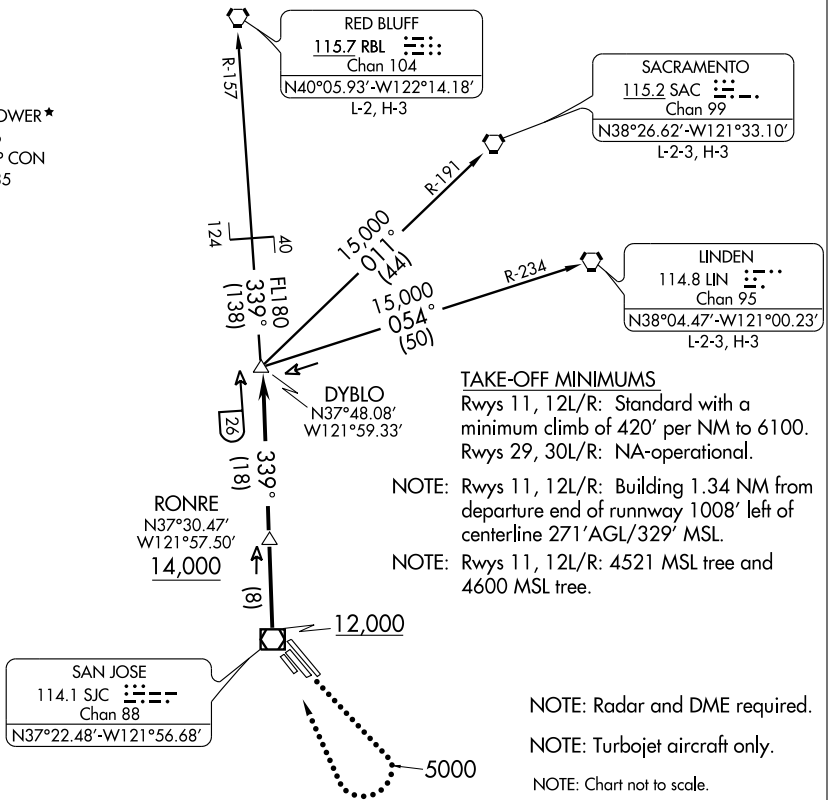 RED BLUFF
115.7 RBL
Chan 104
N40°05.93'-W122°14.18'
L-2, H-3
OWER★
P CON
35
R-157
SACRAMENTO
115.2 SAC
Chan 99
N38°26.62'-W121°33.10'
L-2-3, H-3
R-191
124
40
FL180
339°
(138)
15,000
011°
(44)
LINDEN
114.8 LIN
Chan 95
N38°04.47'-W121°00.23'
L-2-3, H-3
R-234
15,000
054°
(50)
DYBLO
N37°48.08'
W121°59.33'
26
(18)
339°
TAKE-OFF MINIMUMS
Rwys 11, 12L/R: Standard with a
minimum climb of 420' per NM to 6100.
Rwys 29, 30L/R: NA-operational.
NOTE: Rwys 11, 12L/R: Building 1.34 NM from
departure end of runnway 1008' left of
centerline 271'AGL/329' MSL.
NOTE: Rwys 11, 12L/R: 4521 MSL tree and
4600 MSL tree.
RONRE
N37°30.47'
W121°57.50'
14,000
(8)
12,000
SAN JOSE
114.1 SJC
Chan 88
N37°22.48'-W121°56.68'
5000
NOTE: Radar and DME required.
NOTE: Turbojet aircraft only.
NOTE: Chart not to scale.